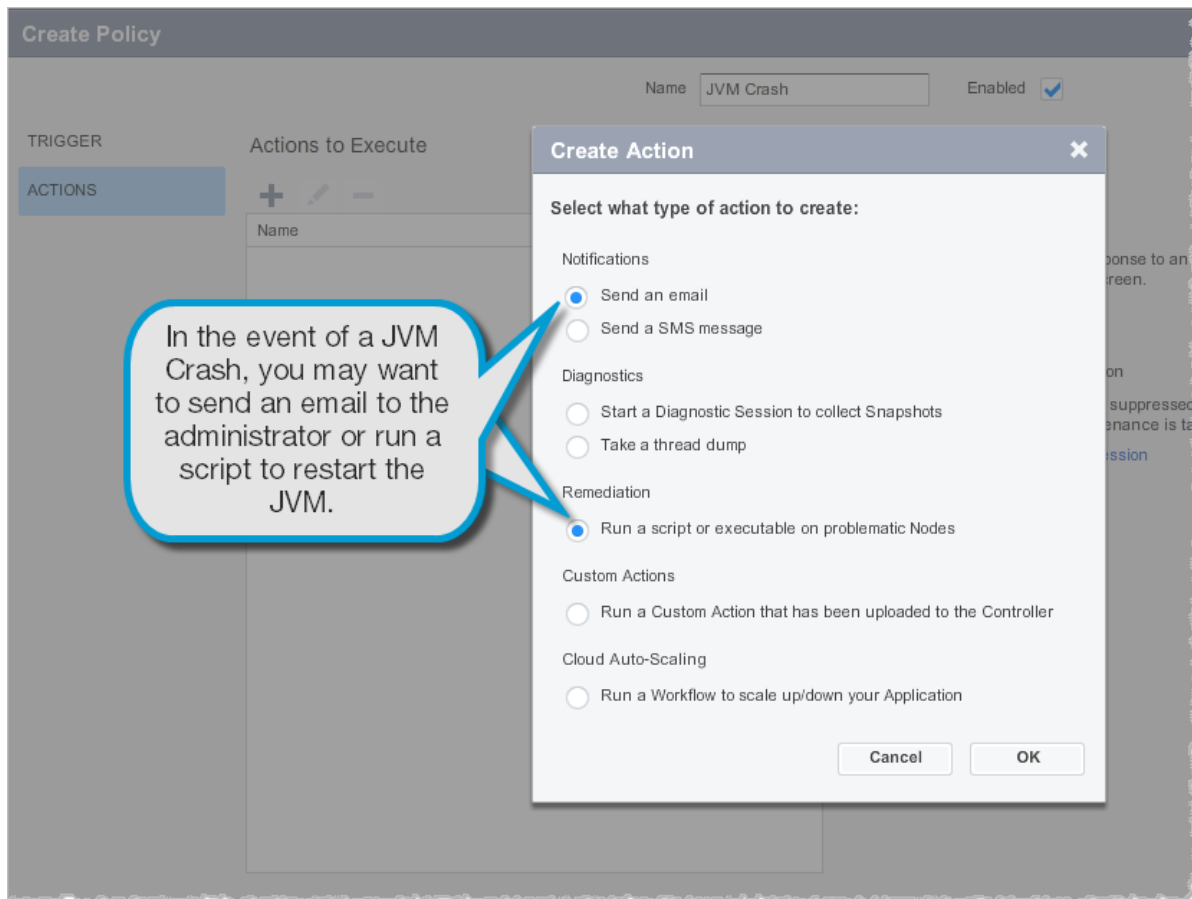 Create Policy
Name JVM Crash Enabled
TRIGGER
ACTIONS
Actions to Execute
Name
Create Action
Select what type of action to create:
Notifications
Send an email
Send a SMS message
Diagnostics
Start a Diagnostic Session to collect Snapshots
Take a thread dump
Remediation
Run a script or executable on problematic Nodes
Custom Actions
Run a Custom Action that has been uploaded to the Controller
Cloud Auto-Scaling
Run a Workflow to scale up/down your Application
Cancel OK
In the event of a JVM
Crash, you may want
to send an email to the
administrator or run a
script to restart the
JVM.
to an
suppressed
is